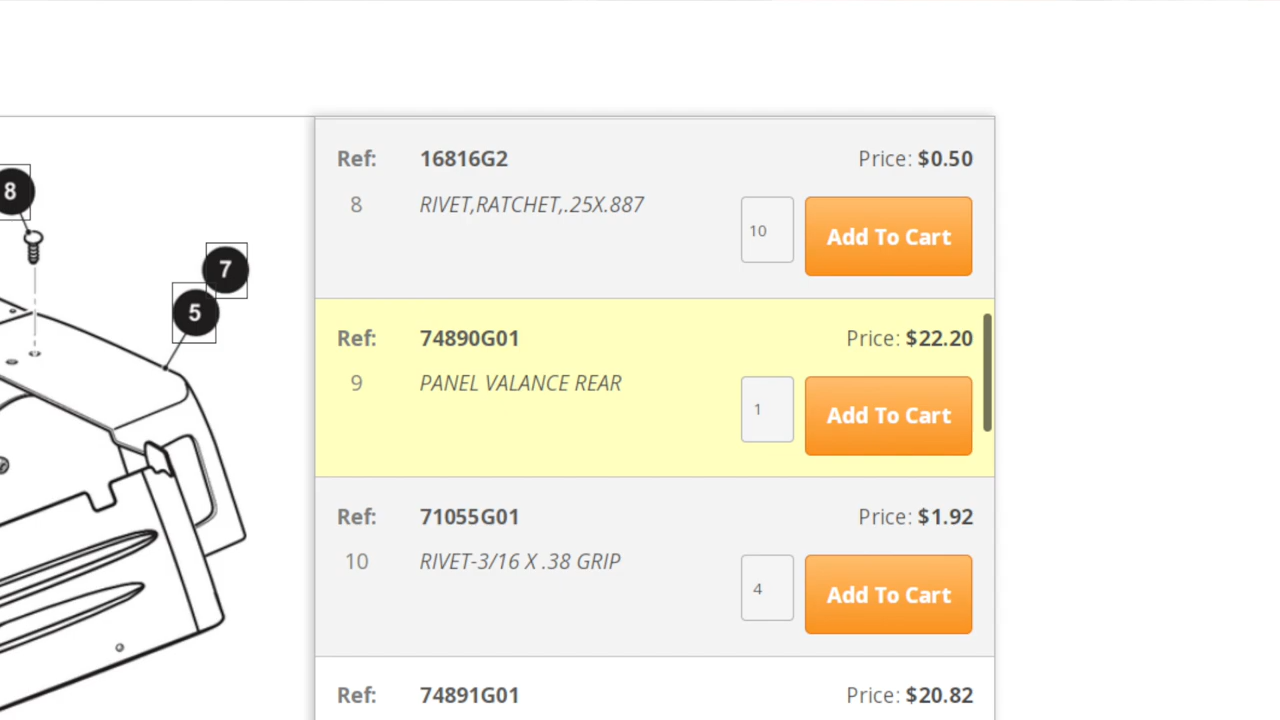 8
7
5
Ref: 16816G2 Price: $0.50
8 RIVET,RATCHET,.25X.887
10 Add To Cart
Ref: 74890G01 Price: $22.20
9 PANEL VALANCE REAR
1 Add To Cart
Ref: 71055G01 Price: $1.92
10 RIVET-3/16 X .38 GRIP
4 Add To Cart
Ref: 74891G01 Price: $20.82